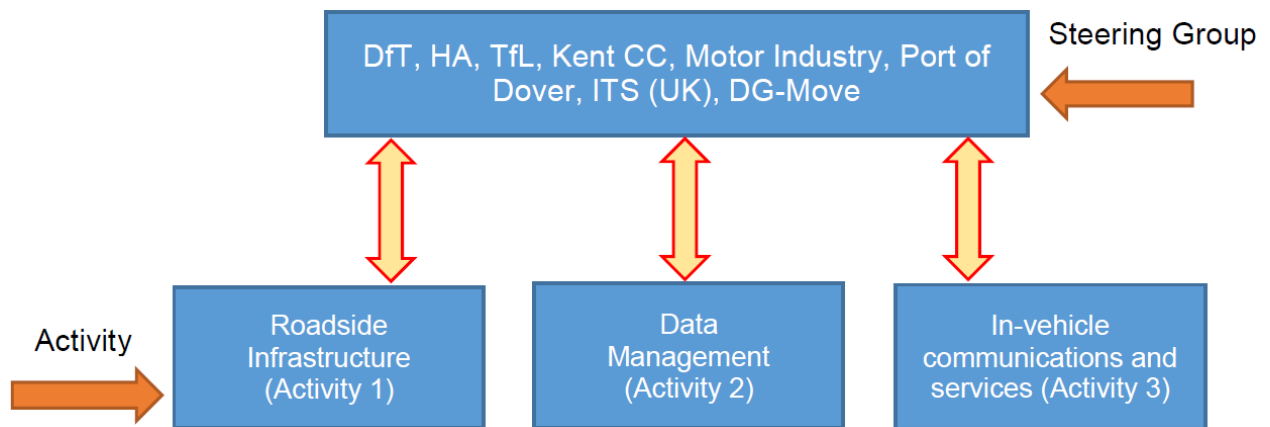 Steering Group
DfT, HA, TfL, Kent CC, Motor Industry, Port of
Dover, ITS (UK), DG-Move
Activity
Roadside
Infrastructure
(Activity 1)
Data
Management
(Activity 2)
In-vehicle
communications and
services (Activity 3)